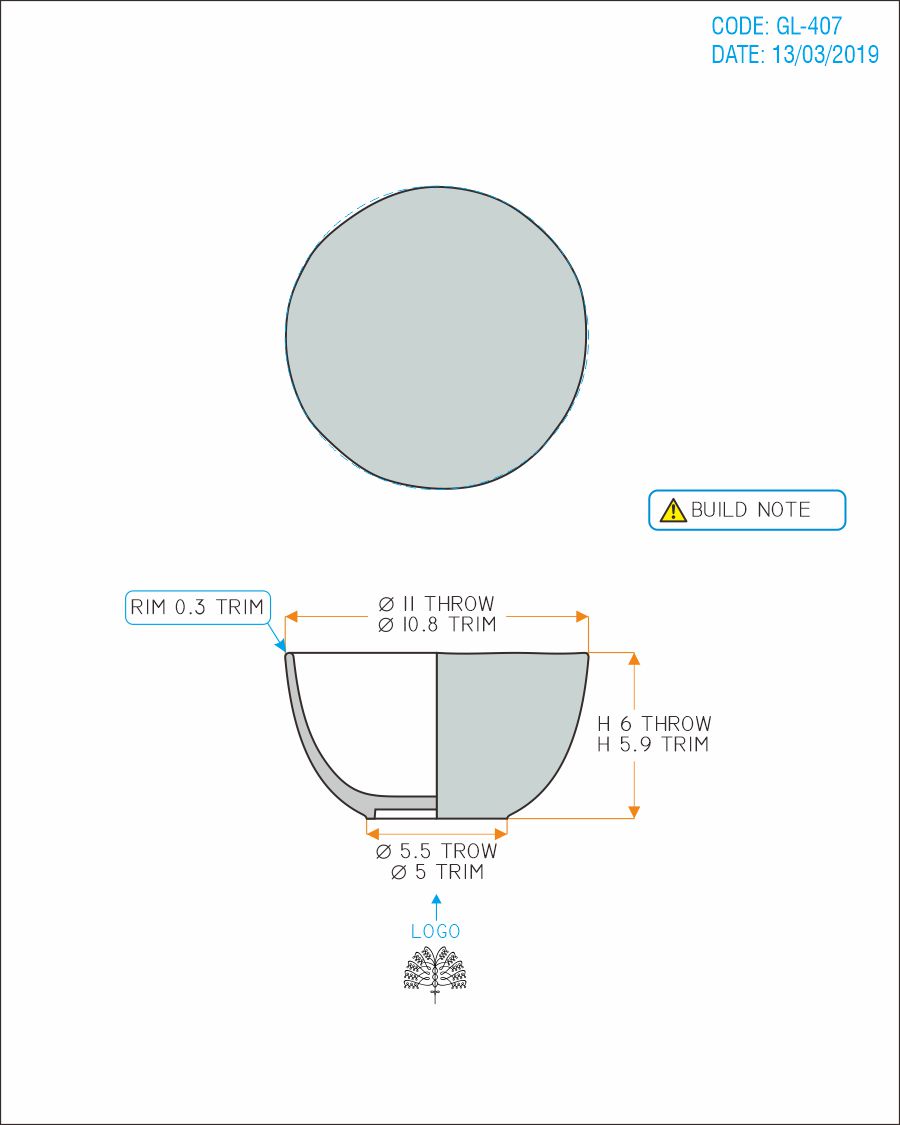 CODE: GL-407
DATE: 13/03/2019
BUILD NOTE
RIM 0.3 TRIM
Ø 11 THROW
Ø 10.8 TRIM
H 6 THROW
H 5.9 TRIM
Ø 5.5 TROW
Ø 5 TRIM
LOGO